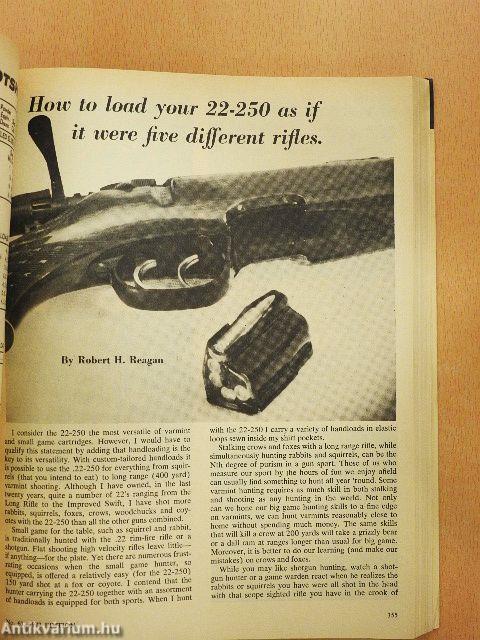 How to load your 22-250 as if
it were five different rifles.
By Robert H. Reagan
I consider the 22-250 the most versatile of varmint
and small game cartridges. However, I would have to
qualify this statement by adding that handloading is the
key to its versatility. With custom-tailored handloads it
is possible to use the .22-250 for everything from squir-
rels (that you intend to eat) to long range (400 yard)
varmint shooting. Although I have owned, in the last
twenty years, quite a number of 22's ranging from the
Long Rifle to the Improved Swift, I have shot more
rabbits, squirrels, foxes, crows, woodchucks and coy-
otes with the 22-250 than all the other guns combined.
Small game for the table, such as squirrel and rabbit,
is traditionally hunted with the .22 rim-fire rifle or a
shotgun. Flat shooting high velocity rifles leave little—
if anything—for the plate. Yet there are numerous frust-
rating occasions when the small game hunter, so
equipped, is offered a relatively easy (for the 22-250)
150 yard shot at a fox or coyote. I contend that the
hunter carrying the 22-250 together with an assortment
of handloads is equipped for both sports. When I hunt
with the 22-250 I carry a variety of handloads in elastic
loops sewn inside my shirt pockets.
Stalking crows and foxes with a long range rifle, while
simultaneously hunting rabbits and squirrels, can be the
Nth degree of purism in a gun sport. Those of us who
measure our sport by the hours of fun we enjoy afield
can usually find something to hunt all year 'round. Some
varmint hunting requires as much skill in both stalking
and shooting as any hunting in the world. Not only
can we hone our big game hunting skills to a fine edge
on varmints, we can hunt varmints reasonably close to
home without spending much money. The same skills
that will kill a crow at 200 yards will take a grizzly bear
or a dall ram at ranges longer than usual for big game.
Moreover, it is better to do our learning (and make our
mistakes) on crows and foxes.
While you may like shotgun hunting, watch a shot-
gun hunter or a game warden react when he realizes the
rabbits or squirrels you have were all shot in the head
with that scope sighted rifle you have in the crook of
EDITION
155
Antikvarium.hu